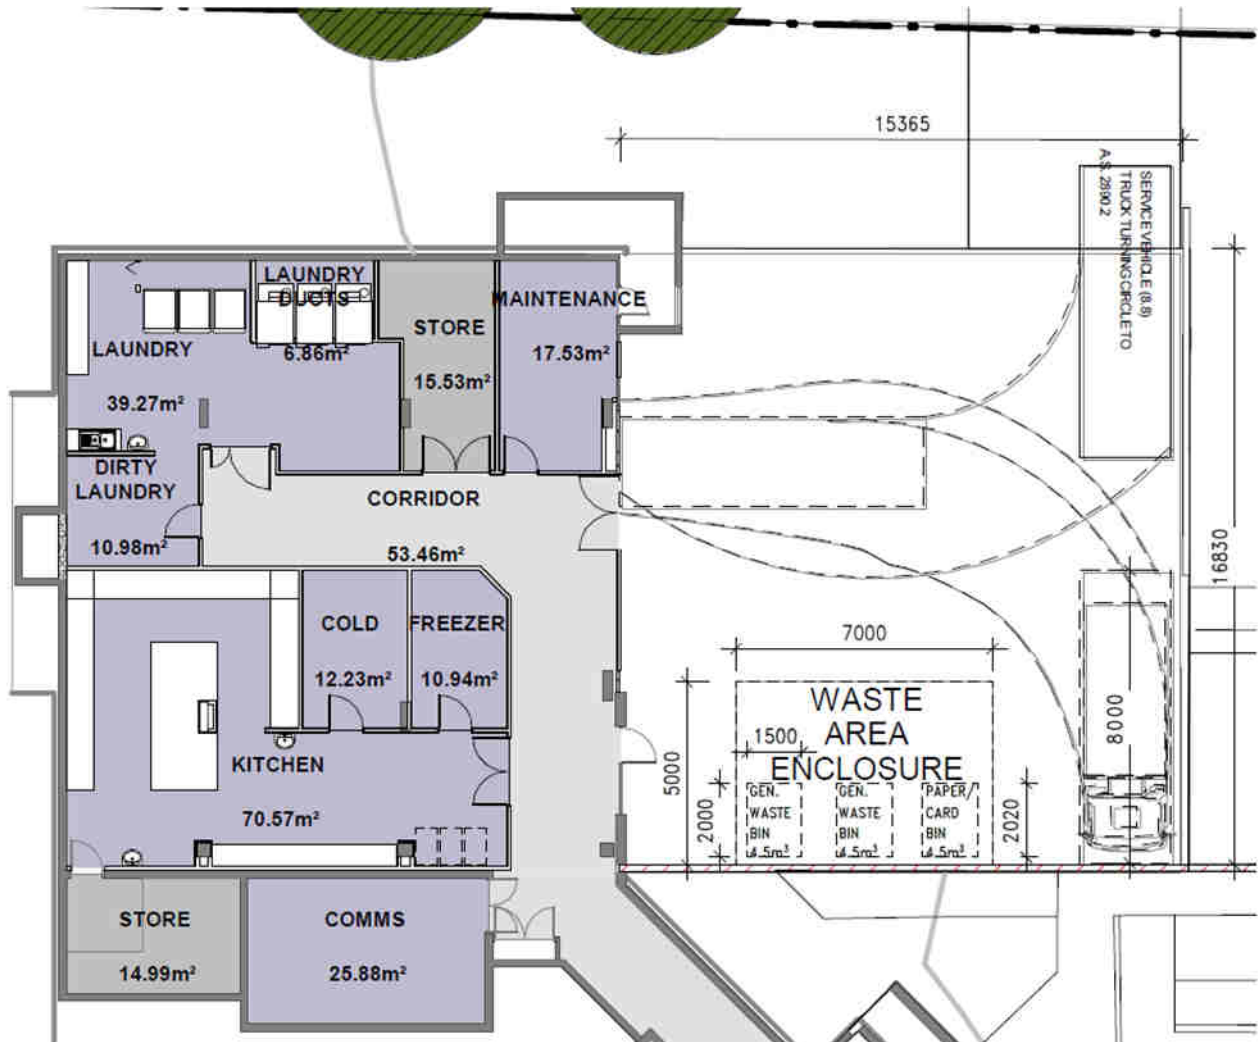 15365
SERVICE VEHICLE (8.8)
TRUCK TURNING CIRCLE TO
A.S. 2890.2
LAUNDRY
DUCTS
6.86m²
STORE
15.53m²
MAINTENANCE
17.53m²
LAUNDRY
39.27m²
DIRTY
LAUNDRY
10.98m²
CORRIDOR
53.46m²
16830
COLD
12.23m²
FREEZER
10.94m²
7000
WASTE
AREA
ENCLOSURE
1500
5000
2000
GEN.
WASTE
BIN
4.5m³
GEN.
WASTE
BIN
4.5m³
PAPER/
CARD
BIN
4.5m³
2020
8000
KITCHEN
70.57m²
STORE
14.99m²
COMMS
25.88m²